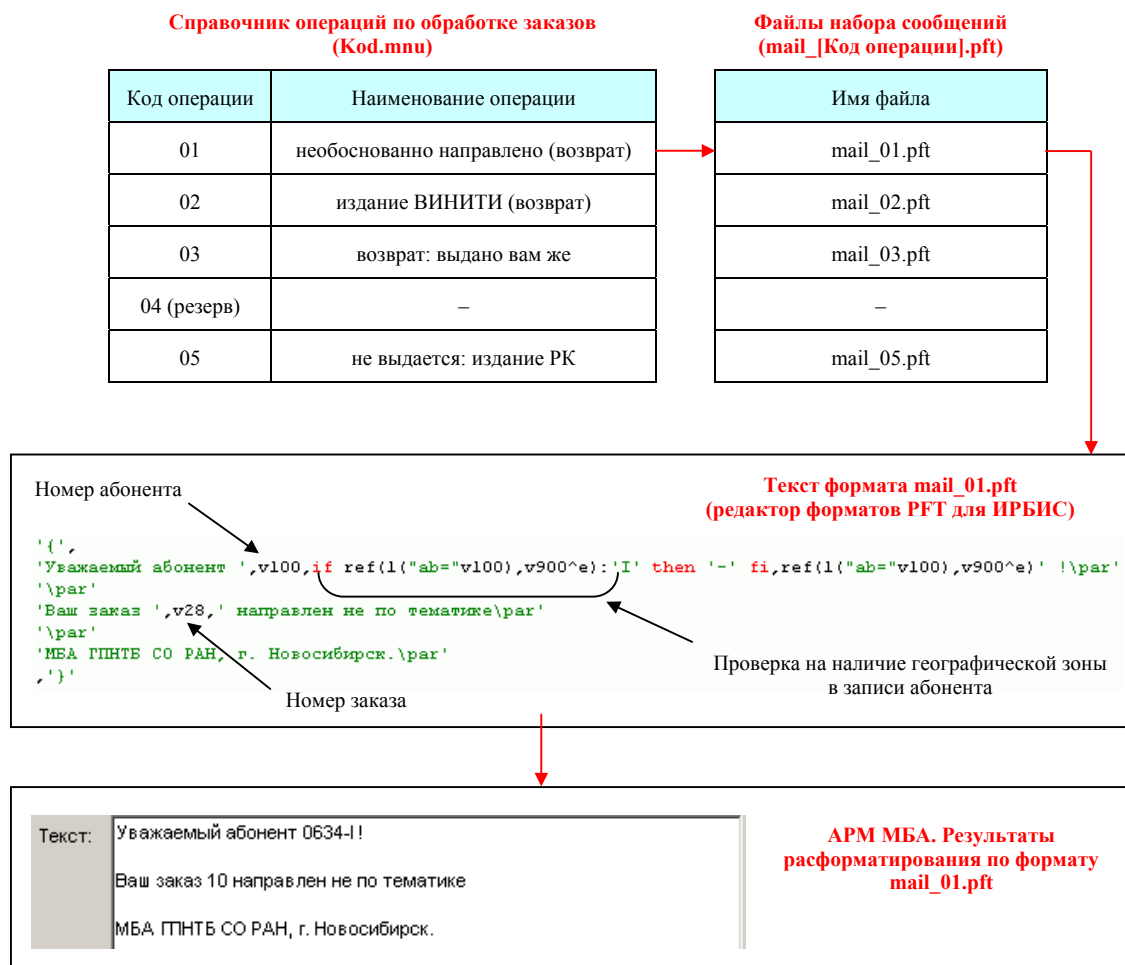 Справочник операций по обработке заказов
(Kod.mnu)
Файлы набора сообщений
(mail_[Код операции].pft)
Код операции Наименование операции Имя файла
01 необоснованно направлено (возврат) mail_01.pft
02 издание ВИНИТИ (возврат) mail_02.pft
03 возврат: выдано вам же mail_03.pft
04 (резерв) – –
05 не выдается: издание РК mail_05.pft
Номер абонента
Текст формата mail_01.pft
(редактор форматов PFT для ИРБИС)
'{',
'Уважаемый абонент ',v100,if ref(l("ab="v100),v900^e):'I' then '-' fi,ref(l("ab="v100),v900^e)' !\par'
'\par'
'Ваш заказ ',v28,' направлен не по тематике\par'
'\par'
'МБА ГПНТБ СО РАН, г. Новосибирск.\par'
,'}'
Проверка на наличие географической зоны
в записи абонента
Номер заказа
Текст:
Уважаемый абонент 0634-I !
Ваш заказ 10 направлен не по тематике
МБА ГПНТБ СО РАН, г. Новосибирск.
АРМ МБА. Результаты
расформатирования по формату
mail_01.pft